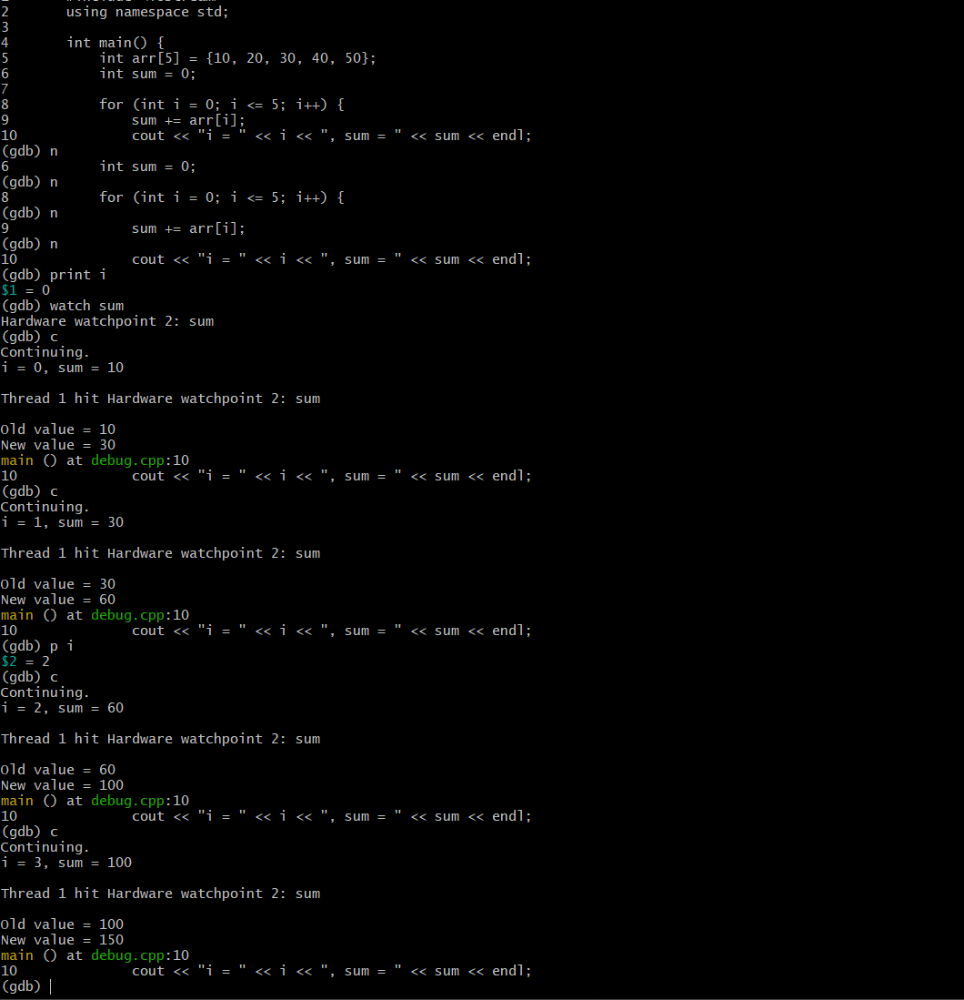 2       using namespace std;
3
4       int main() {
5           int arr[5] = {10, 20, 30, 40, 50};
6           int sum = 0;
7
8           for (int i = 0; i <= 5; i++) {
9               sum += arr[i];
10              cout << "i = " << i << ", sum = " << sum << endl;
(gdb) n
6           int sum = 0;
(gdb) n
8           for (int i = 0; i <= 5; i++) {
(gdb) n
9               sum += arr[i];
(gdb) n
10              cout << "i = " << i << ", sum = " << sum << endl;
(gdb) print i
$1 = 0
(gdb) watch sum
Hardware watchpoint 2: sum
(gdb) c
Continuing.
i = 0, sum = 10

Thread 1 hit Hardware watchpoint 2: sum

Old value = 10
New value = 30
main () at debug.cpp:10
10              cout << "i = " << i << ", sum = " << sum << endl;
(gdb) c
Continuing.
i = 1, sum = 30

Thread 1 hit Hardware watchpoint 2: sum

Old value = 30
New value = 60
main () at debug.cpp:10
10              cout << "i = " << i << ", sum = " << sum << endl;
(gdb) p i
$2 = 2
(gdb) c
Continuing.
i = 2, sum = 60

Thread 1 hit Hardware watchpoint 2: sum

Old value = 60
New value = 100
main () at debug.cpp:10
10              cout << "i = " << i << ", sum = " << sum << endl;
(gdb) c
Continuing.
i = 3, sum = 100

Thread 1 hit Hardware watchpoint 2: sum

Old value = 100
New value = 150
main () at debug.cpp:10
10              cout << "i = " << i << ", sum = " << sum << endl;
(gdb)